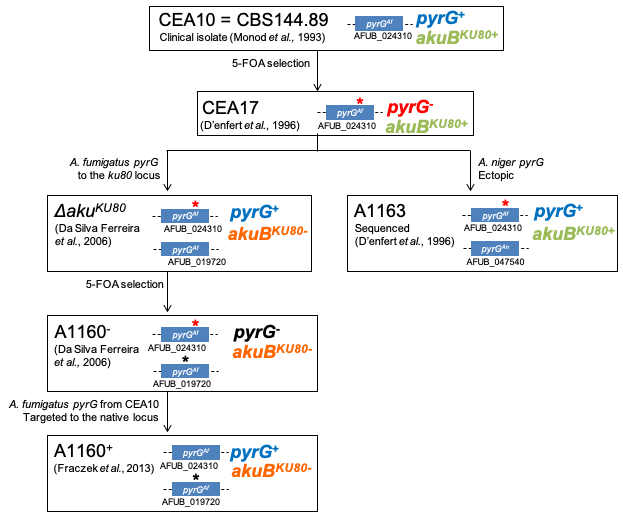 CEA10 = CBS144.89
Clinical isolate (Monod et al., 1993)
pyrG^Af
AFUB_024310
pyrG+
akuB^KU80+
5-FOA selection
CEA17
(D'enfert et al., 1996)
*
pyrG^Af
AFUB_024310
pyrG-
akuB^KU80+
A. fumigatus pyrG
to the ku80 locus
A. niger pyrG
Ectopic
Δaku^KU80
(Da Silva Ferreira
et al., 2006)
*
pyrG^Af
AFUB_024310
pyrG^Af
AFUB_019720
pyrG+
akuB^KU80-
A1163
Sequenced
(D'enfert et al., 1996)
*
pyrG^Af
AFUB_024310
pyrG^An
AFUB_047540
pyrG+
akuB^KU80+
5-FOA selection
A1160-
(Da Silva Ferreira
et al., 2006)
*
pyrG^Af
AFUB_024310
*
pyrG^Af
AFUB_019720
pyrG-
akuB^KU80-
A. fumigatus pyrG from CEA10
Targeted to the native locus
A1160+
(Fraczek et al., 2013)
pyrG^Af
AFUB_024310
*
pyrG^Af
AFUB_019720
pyrG+
akuB^KU80-